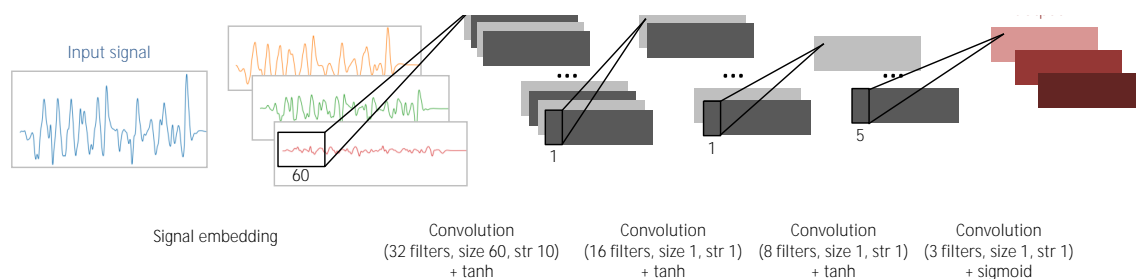 Input signal
60
1
1
5
Signal embedding
Convolution
(32 filters, size 60, str 10)
+ tanh
Convolution
(16 filters, size 1, str 1)
+ tanh
Convolution
(8 filters, size 1, str 1)
+ tanh
Convolution
(3 filters, size 1, str 1)
+ sigmoid